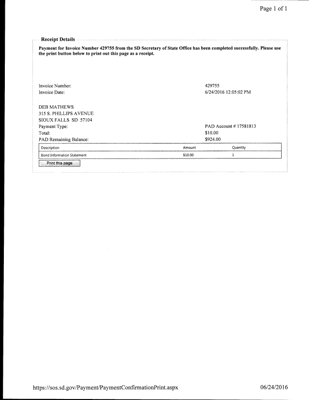 Page 1 of 1
Receipt Details
Payment for Invoice Number 429755 from the SD Secretary of State Office has been completed successfully. Please use
the print button below to print out this page as a receipt.
Invoice Number: 429755
Invoice Date: 6/24/2016 12:05:02 PM
DEB MATHEWS
315 S. PHILLIPS AVENUE
SIOUX FALLS SD 57104
Payment Type: PAD Account # 17581813
Total: $10.00
PAD Remaining Balance: $924.00
Description Amount Quantity
Bond Information Statement $10.00 1
Print this page
https://sos.sd.gov/Payment/PaymentConfirmationPrint.aspx 06/24/2016